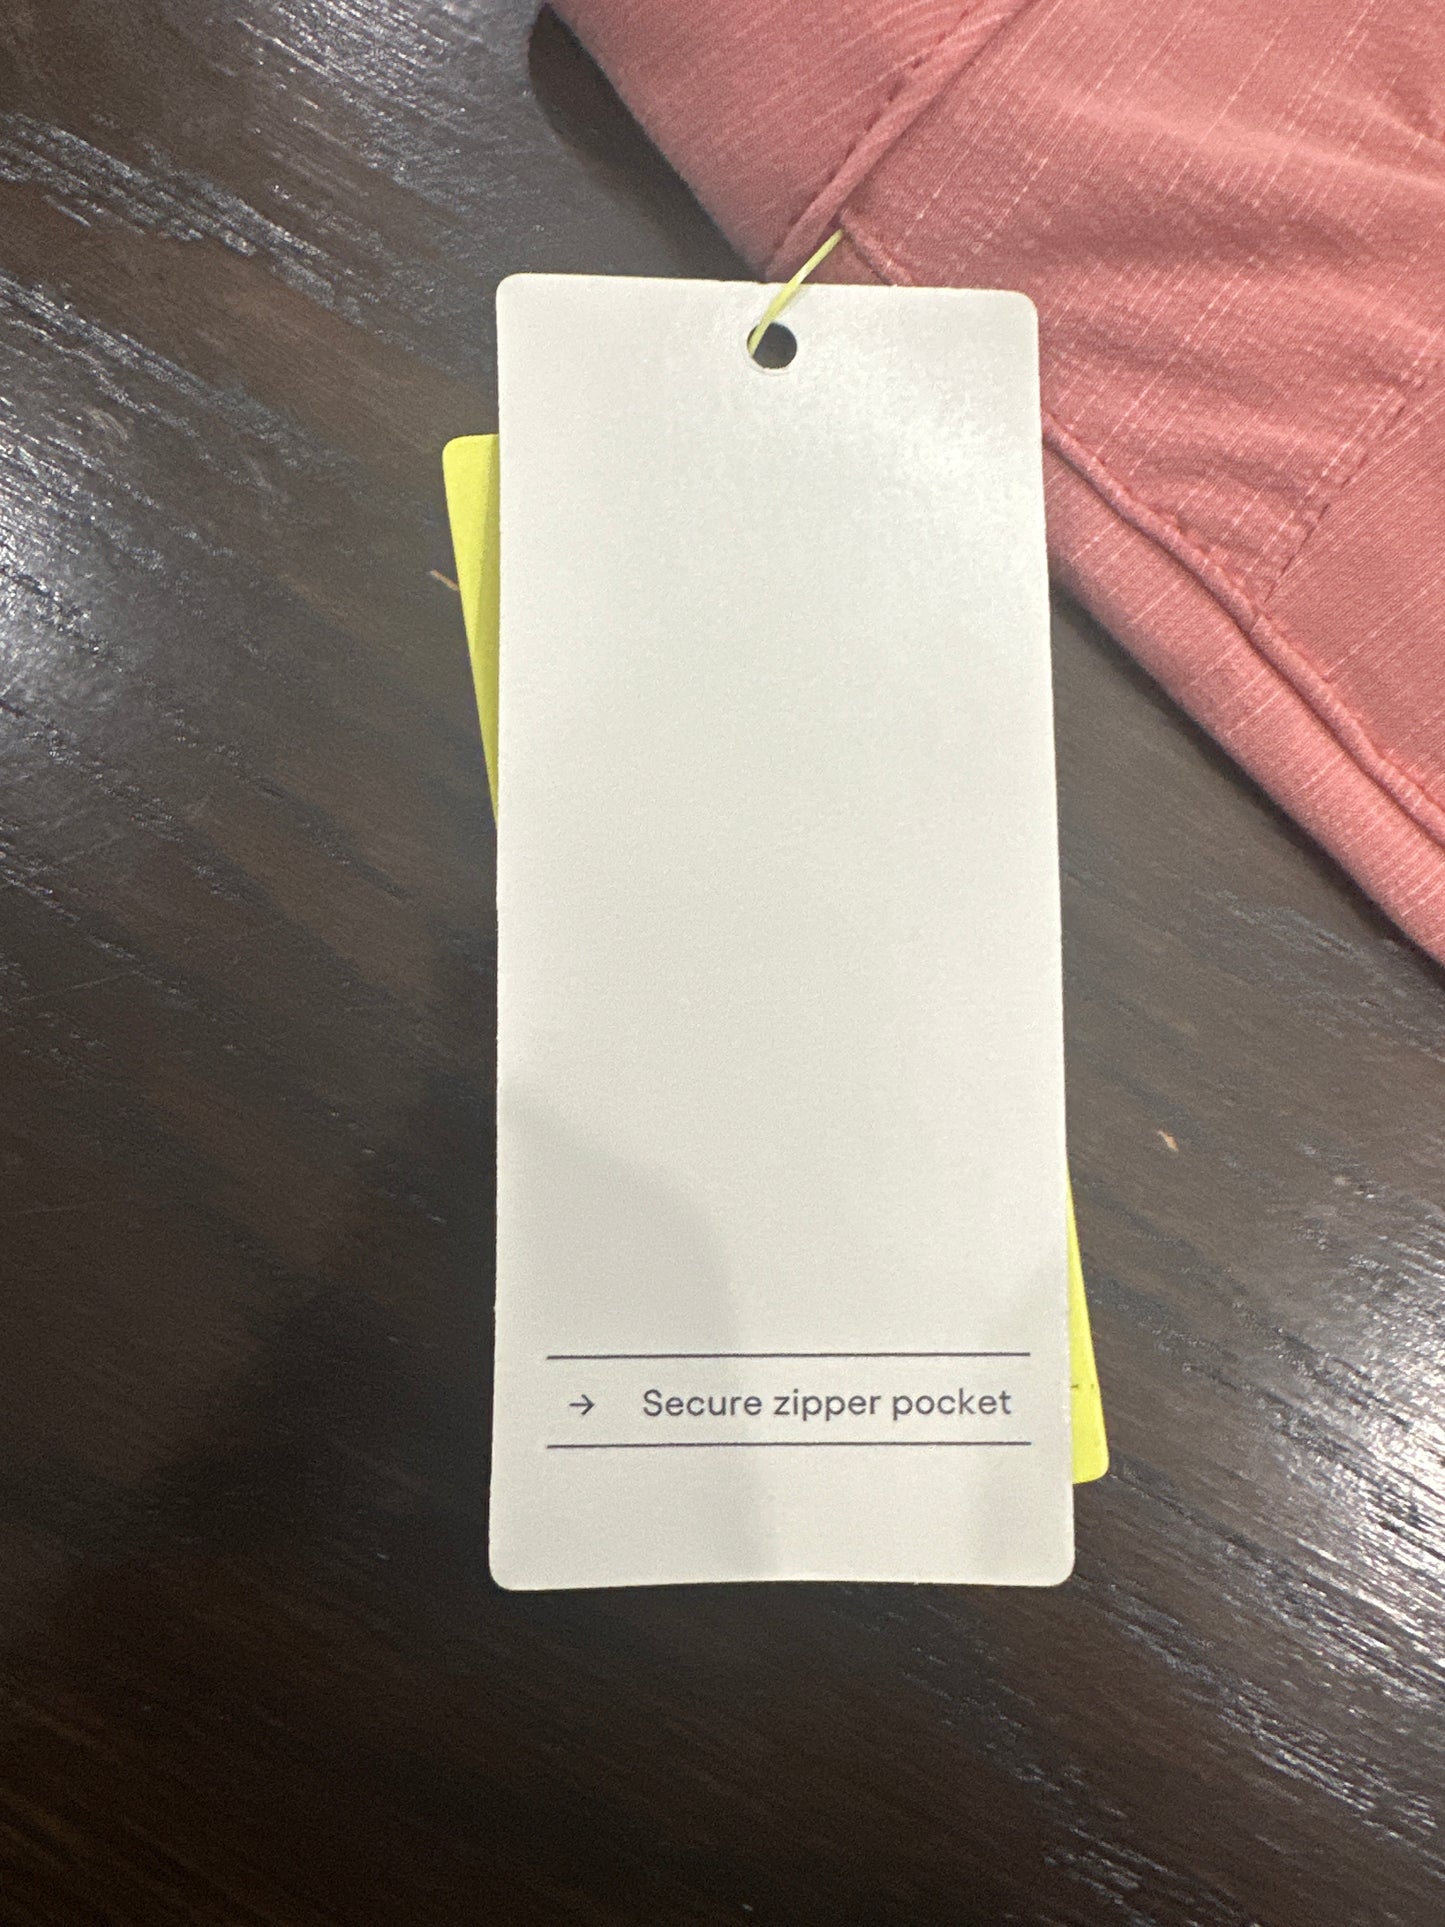 → Secure zipper pocket